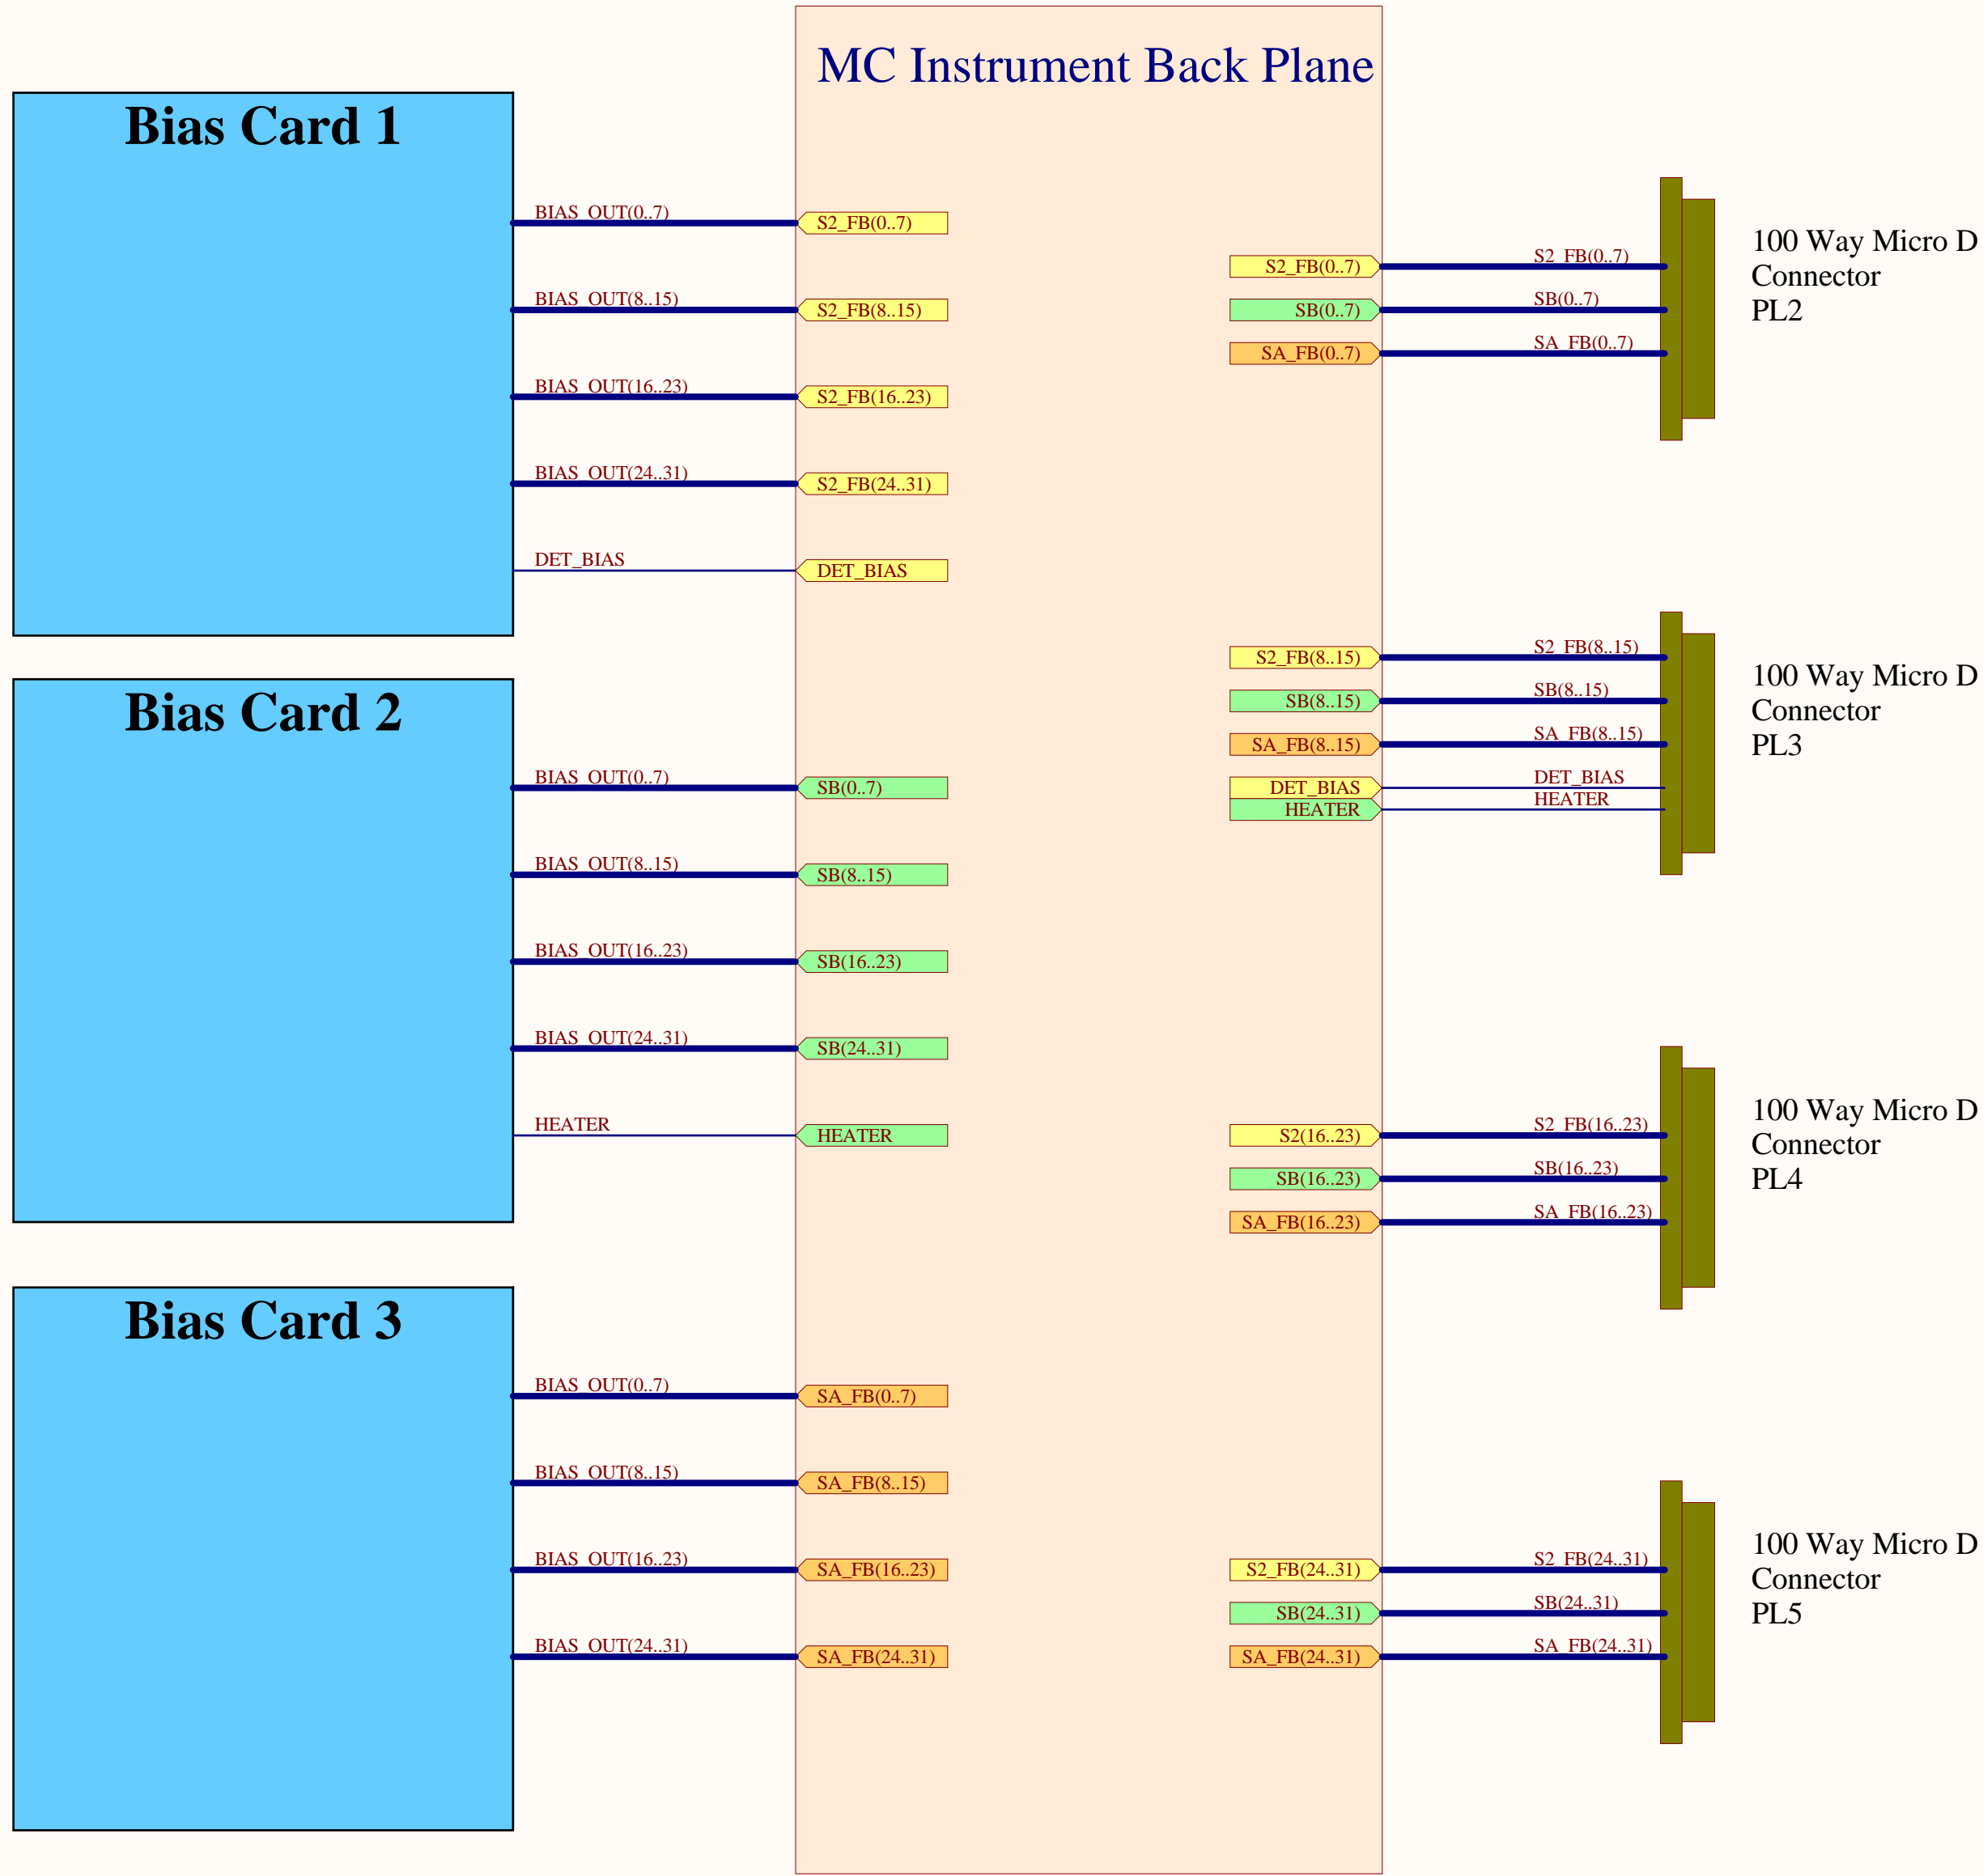 MC Instrument Back Plane
Bias Card 1
BIAS_OUT(0..7)
S2_FB(0..7)
BIAS_OUT(8..15)
S2_FB(8..15)
BIAS_OUT(16..23)
S2_FB(16..23)
BIAS_OUT(24..31)
S2_FB(24..31)
DET_BIAS
DET_BIAS
Bias Card 2
BIAS_OUT(0..7)
SB(0..7)
BIAS_OUT(8..15)
SB(8..15)
BIAS_OUT(16..23)
SB(16..23)
BIAS_OUT(24..31)
SB(24..31)
HEATER
HEATER
Bias Card 3
BIAS_OUT(0..7)
SA_FB(0..7)
BIAS_OUT(8..15)
SA_FB(8..15)
BIAS_OUT(16..23)
SA_FB(16..23)
BIAS_OUT(24..31)
SA_FB(24..31)
S2_FB(0..7)
S2_FB(0..7)
SB(0..7)
SB(0..7)
SA_FB(0..7)
SA_FB(0..7)
100 Way Micro D
Connector
PL2
S2_FB(8..15)
S2_FB(8..15)
SB(8..15)
SB(8..15)
SA_FB(8..15)
SA_FB(8..15)
DET_BIAS
DET_BIAS
HEATER
HEATER
100 Way Micro D
Connector
PL3
S2(16..23)
S2_FB(16..23)
SB(16..23)
SB(16..23)
SA_FB(16..23)
SA_FB(16..23)
100 Way Micro D
Connector
PL4
S2_FB(24..31)
S2_FB(24..31)
SB(24..31)
SB(24..31)
SA_FB(24..31)
SA_FB(24..31)
100 Way Micro D
Connector
PL5